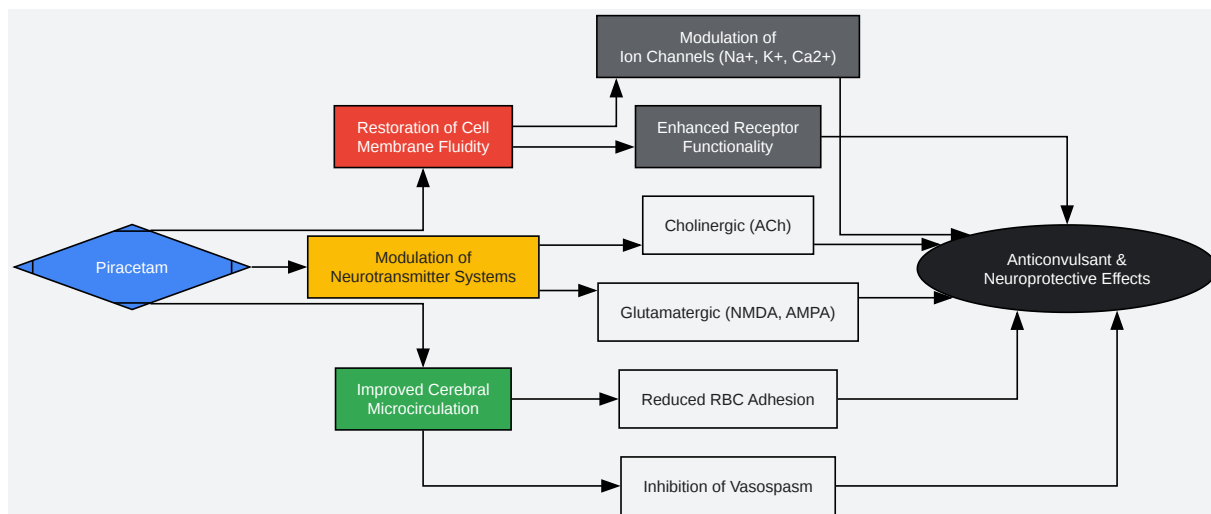 Modulation of
Ion Channels (Na+, K+, Ca2+)
Restoration of Cell
Membrane Fluidity
Enhanced Receptor
Functionality
Cholinergic (ACh)
Piracetam
Modulation of
Neurotransmitter Systems
Anticonvulsant &
Neuroprotective Effects
Glutamatergic (NMDA, AMPA)
Improved Cerebral
Microcirculation
Reduced RBC Adhesion
Inhibition of Vasospasm